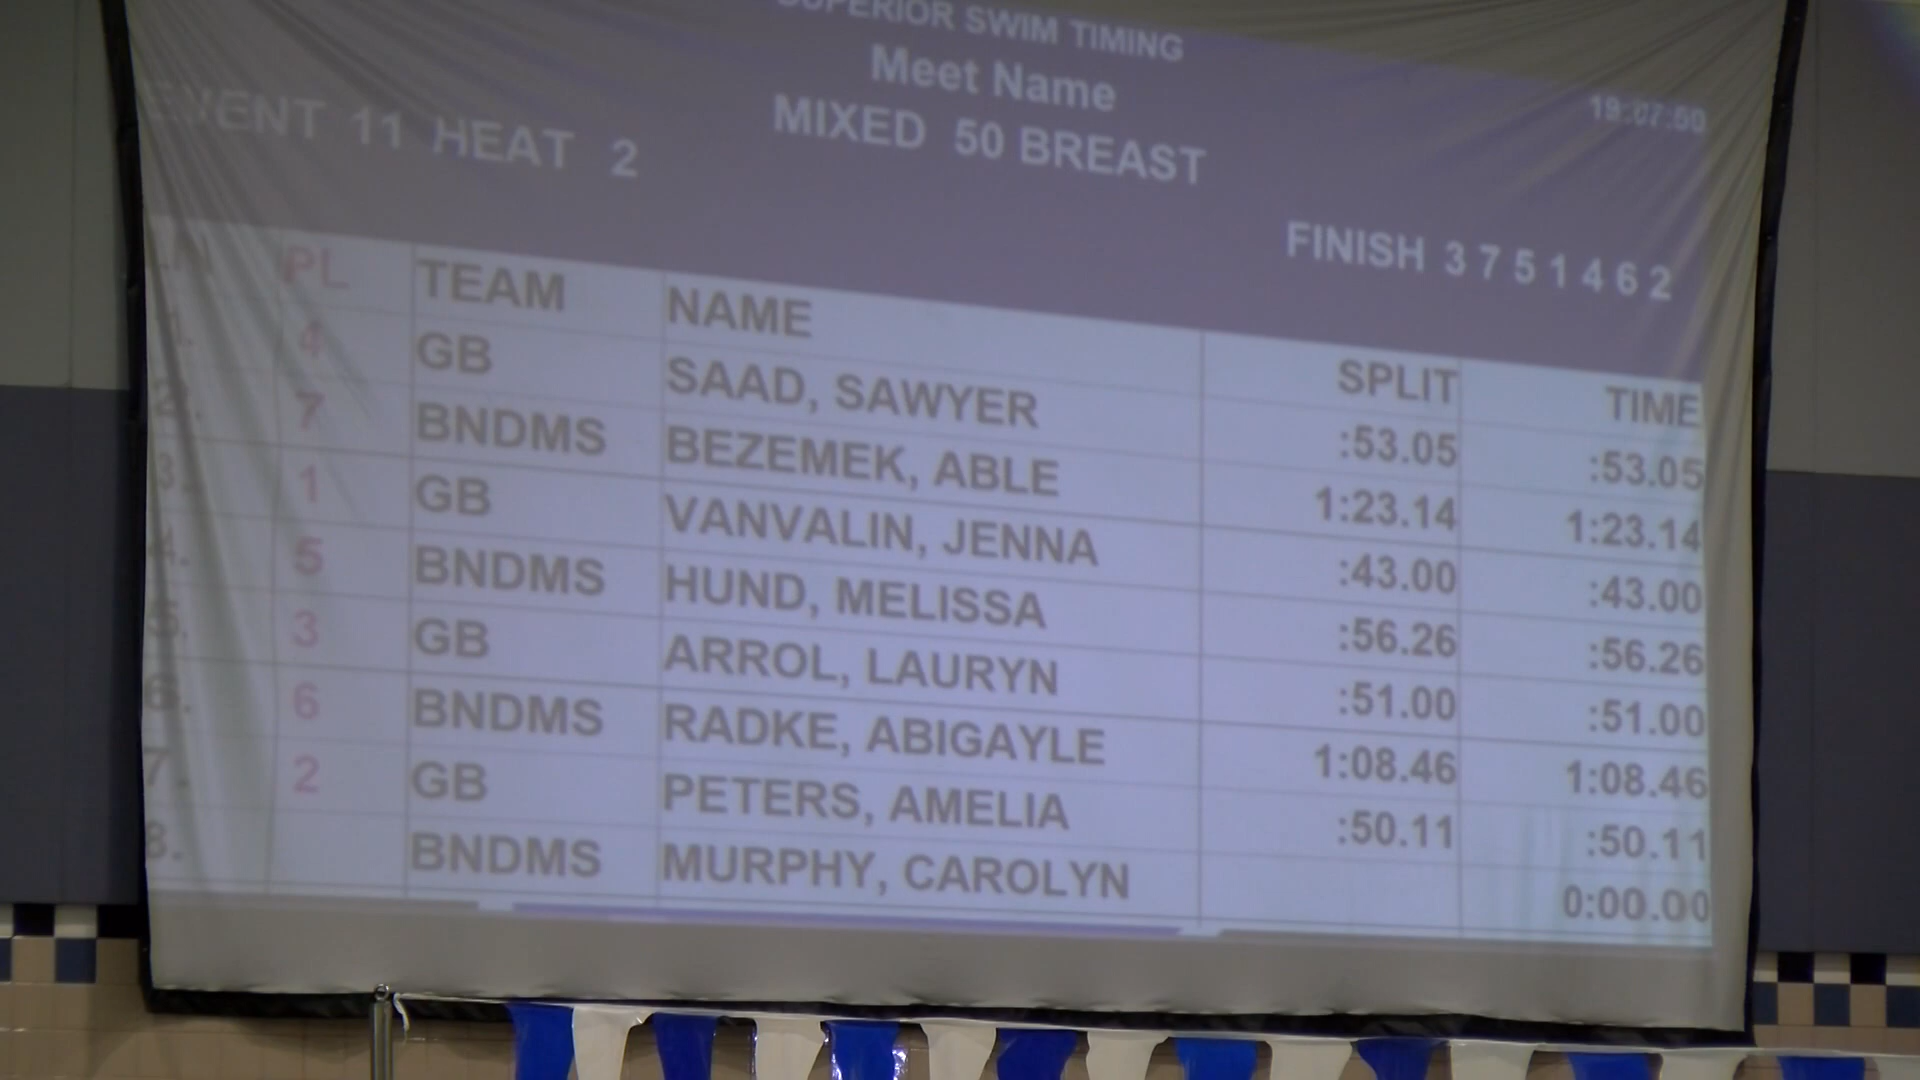 SUPERIOR SWIM TIMING
Meet Name
19:07:50
EVENT 11 HEAT 2 MIXED 50 BREAST
FINISH 3 7 5 1 4 6 2
LN PL TEAM NAME SPLIT TIME
1. 4 GB SAAD, SAWYER :53.05 :53.05
2. 7 BNDMS BEZEMEK, ABLE 1:23.14 1:23.14
3. 1 GB VANVALIN, JENNA :43.00 :43.00
4. 5 BNDMS HUND, MELISSA :56.26 :56.26
5. 3 GB ARROL, LAURYN :51.00 :51.00
6. 6 BNDMS RADKE, ABIGAYLE 1:08.46 1:08.46
7. 2 GB PETERS, AMELIA :50.11 :50.11
8. BNDMS MURPHY, CAROLYN 0:00.00